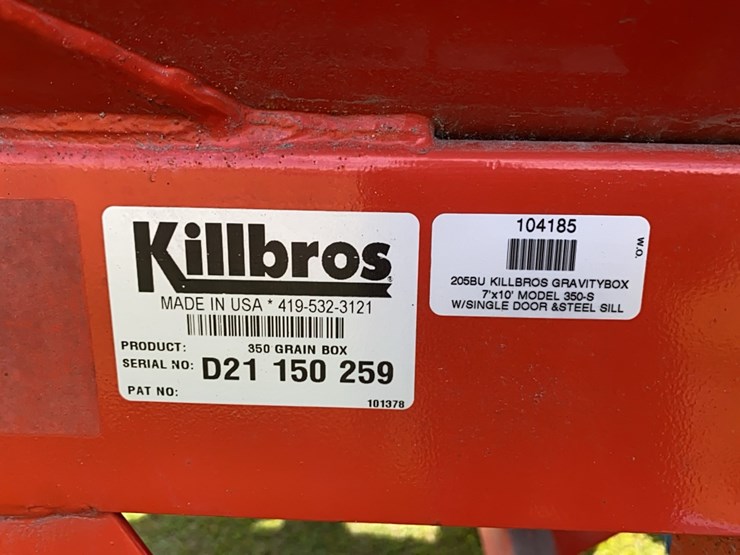 Killbros
MADE IN USA * 419-532-3121
PRODUCT: 350 GRAIN BOX
SERIAL NO: D21 150 259
PAT NO:
101378
104185
W.O.
205BU KILLBROS GRAVITYBOX
7'x10' MODEL 350-S
W/SINGLE DOOR &STEEL SILL